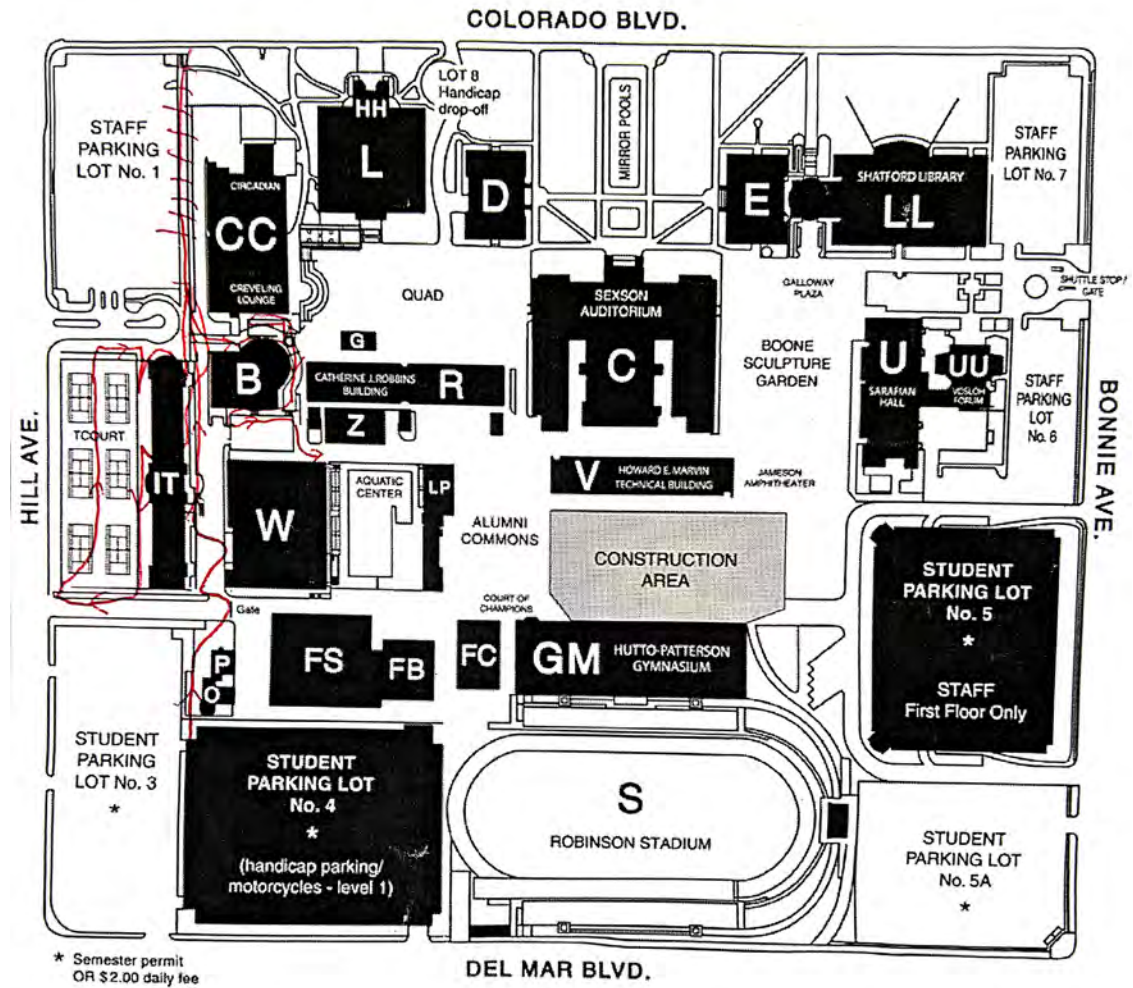 COLORADO BLVD.
LOT 8
Handicap
drop-off
HH
L
STAFF
PARKING
LOT No. 1
CIRCADIAN
CC
CREVELING
LOUNGE
D
MIRROR POOLS
E
SHATFORD LIBRARY
LL
STAFF
PARKING
LOT No. 7
QUAD
SEXSON
AUDITORIUM
C
GALLOWAY
PLAZA
SHUTTLE STOP /
GATE
G
B
CATHERINE J. ROBBINS
BUILDING
R
Z
BOONE
SCULPTURE
GARDEN
U
SARAFIAN
HALL
UU
VOSLOH
FORUM
STAFF
PARKING
LOT
No. 6
BONNIE AVE.
HILL AVE.
TCOURT
IT
W
AQUATIC
CENTER
LP
V
HOWARD E. MARVIN
TECHNICAL BUILDING
JAMESON
AMPHITHEATER
ALUMNI
COMMONS
CONSTRUCTION
AREA
STUDENT
PARKING LOT
No. 5
*
STAFF
First Floor Only
Gate
COURT OF
CHAMPIONS
P
O
FS
FB
FC
GM
HUTTO-PATTERSON
GYMNASIUM
STUDENT
PARKING
LOT No. 3
*
STUDENT
PARKING LOT
No. 4
*
(handicap parking/
motorcycles - level 1)
S
ROBINSON STADIUM
STUDENT
PARKING LOT
No. 5A
*
* Semester permit
OR $2.00 daily fee
DEL MAR BLVD.